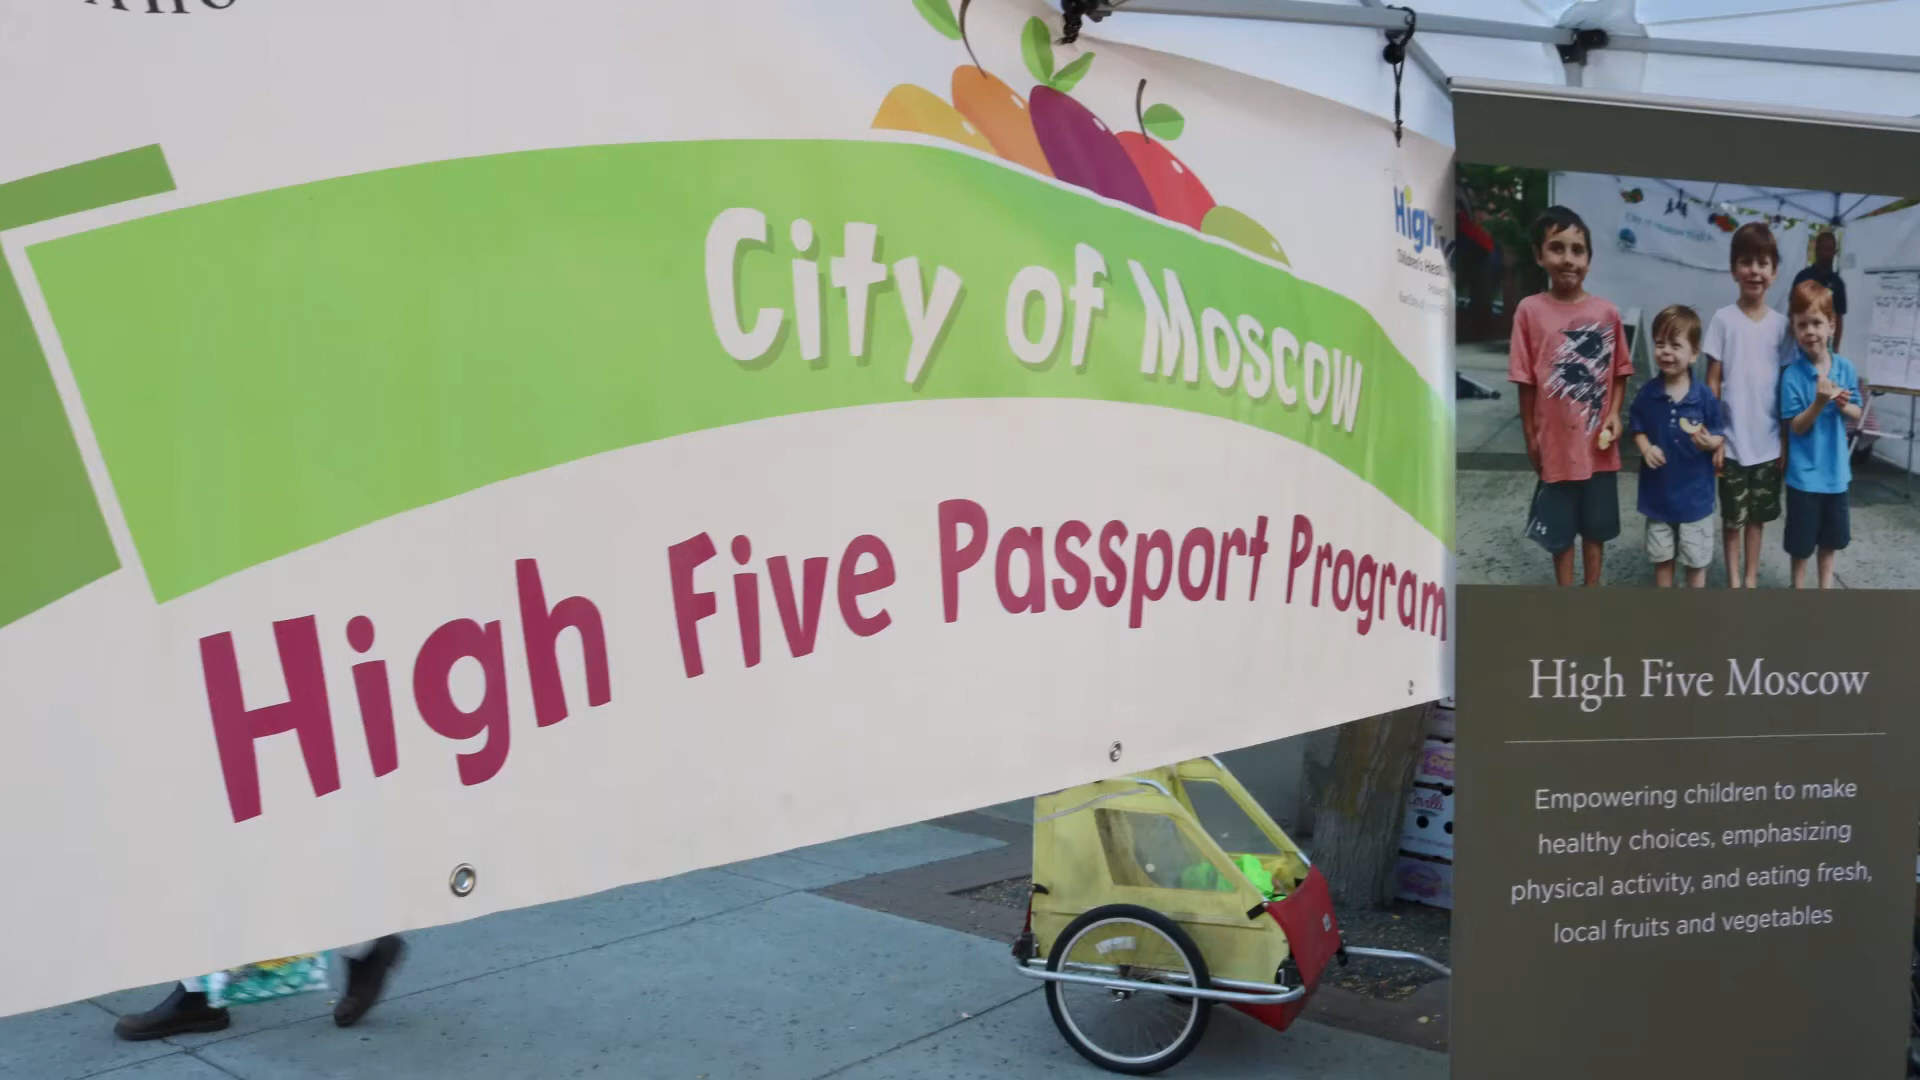 City of Moscow
High Five Passport Program
High Five Moscow
Empowering children to make
healthy choices, emphasizing
physical activity, and eating fresh,
local fruits and vegetables